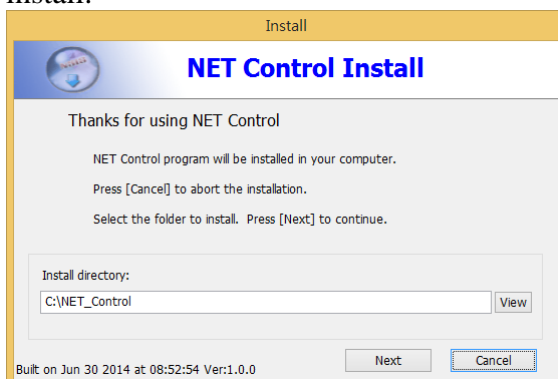 install.
Install
NET Control Install
Thanks for using NET Control
NET Control program will be installed in your computer.
Press [Cancel] to abort the installation.
Select the folder to install. Press [Next] to continue.
Install directory:
C:\NET_Control
View
Built on Jun 30 2014 at 08:52:54 Ver:1.0.0
Next
Cancel